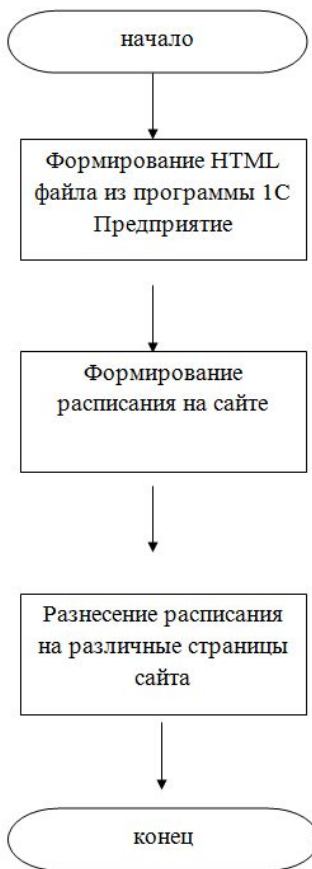 начало
Формирование HTML
файла из программы 1С
Предприятие
Формирование
расписания на сайте
Разнесение расписания
на различные страницы
сайта
конец